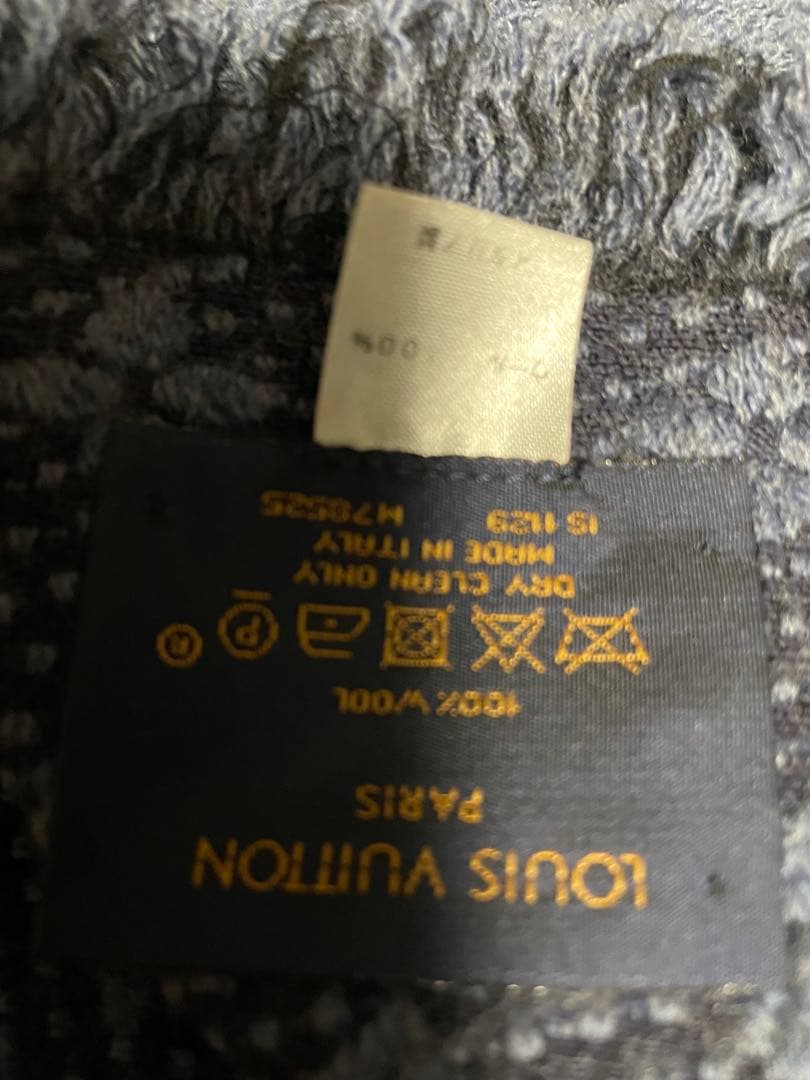 LOUIS VUITTON
PARIS
100% WOOL
P R
DRY CLEAN ONLY
MADE IN ITALY
IS 1129 M70525